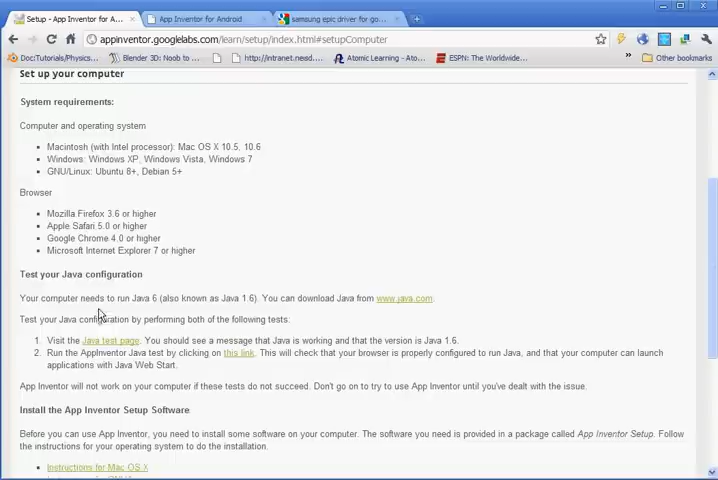 Setup - App Inventor for A...
App Inventor for Android
samsung epic driver for go...
appinventor.googlelabs.com/learn/setup/index.html#setupComputer
Doc:Tutorials/Physics...
Blender 3D: Noob to ...
http://intranet.newd...
Atomic Learning - Ato...
ESPN: The Worldwide...
»
Other bookmarks
Set up your computer
System requirements:
Computer and operating system
• Macintosh (with Intel processor): Mac OS X 10.5, 10.6
• Windows: Windows XP, Windows Vista, Windows 7
• GNU/Linux: Ubuntu 8+, Debian 5+
Browser
• Mozilla Firefox 3.6 or higher
• Apple Safari 5.0 or higher
• Google Chrome 4.0 or higher
• Microsoft Internet Explorer 7 or higher
Test your Java configuration
Your computer needs to run Java 6 (also known as Java 1.6). You can download Java from www.java.com.
Test your Java configuration by performing both of the following tests:
1. Visit the Java test page. You should see a message that Java is working and that the version is Java 1.6.
2. Run the AppInventor Java test by clicking on this link. This will check that your browser is properly configured to run Java, and that your computer can launch
applications with Java Web Start.
App Inventor will not work on your computer if these tests do not succeed. Don't go on to try to use App Inventor until you've dealt with the issue.
Install the App Inventor Setup Software
Before you can use App Inventor, you need to install some software on your computer. The software you need is provided in a package called App Inventor Setup. Follow
the instructions for your operating system to do the installation.
• Instructions for Mac OS X